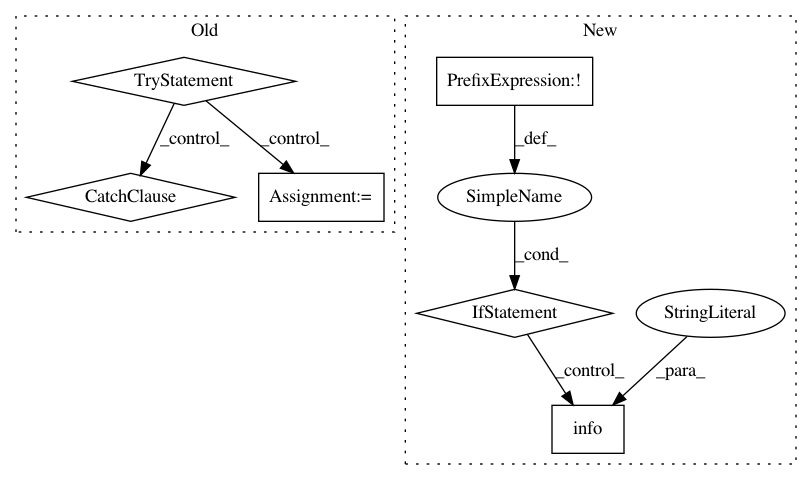 Old
New
TryStatement
PrefixExpression:!
_control_
_control_
_def_
CatchClause
Assignment:=
SimpleName
_cond_
IfStatement
StringLiteral
_control_
_para_
info